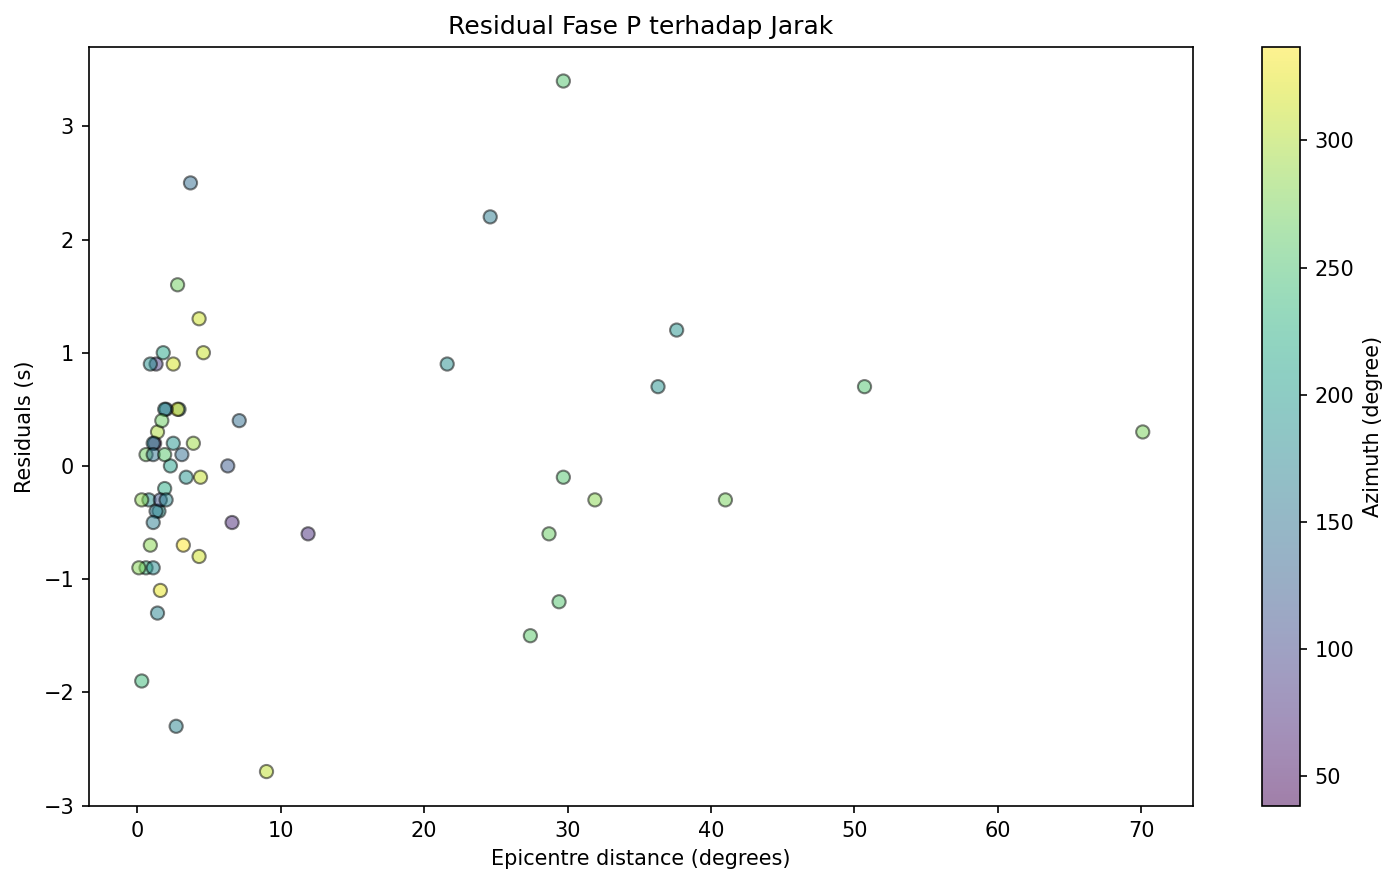 Residual Fase P terhadap Jarak
Residuals (s)
3
2
1
0
−1
−2
−3
0 10 20 30 40 50 60 70
Epicentre distance (degrees)
300
250
200
150
100
50
Azimuth (degree)